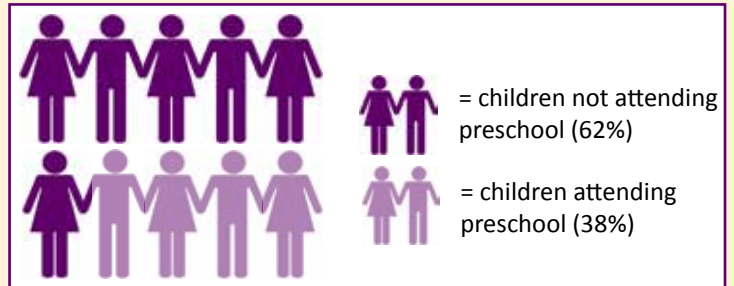 = children not attending
preschool (62%)
= children attending
preschool (38%)